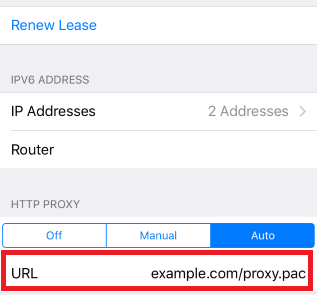 Renew Lease
IPV6 ADDRESS
IP Addresses 2 Addresses
Router
HTTP PROXY
Off Manual Auto
URL example.com/proxy.pac